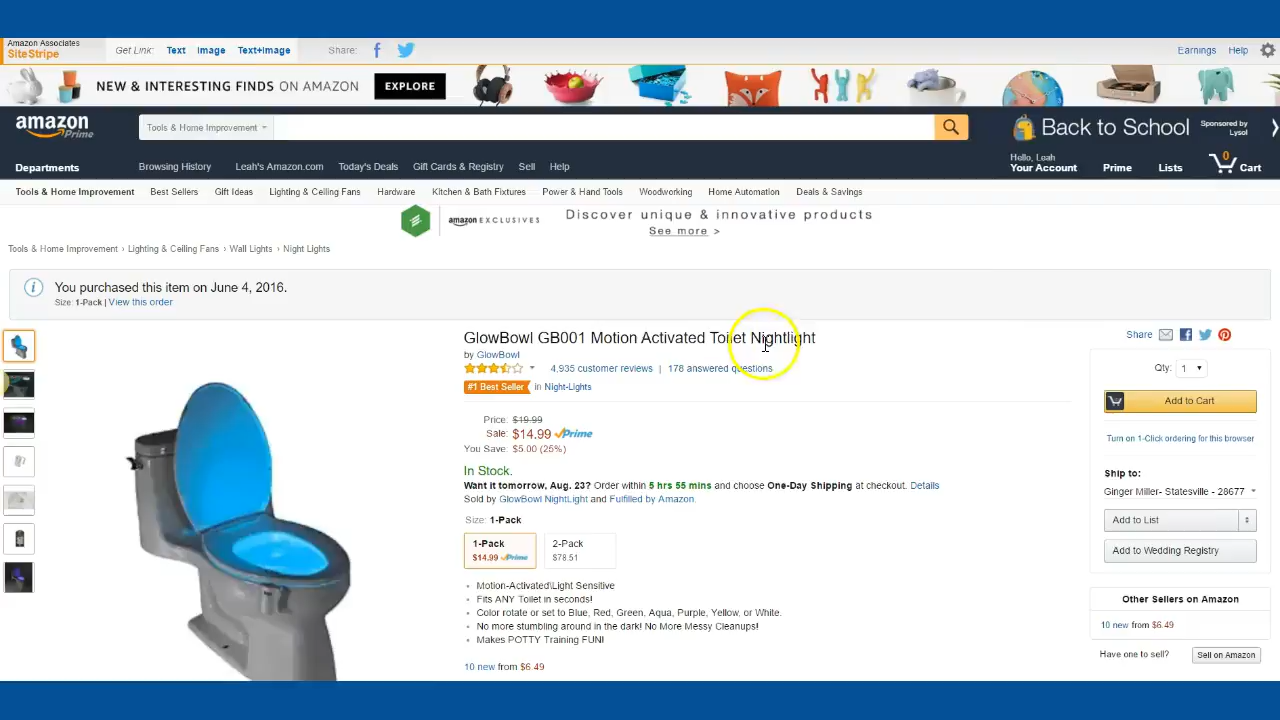 Amazon Associates
SiteStripe
Get Link: Text Image Text+Image Share: Earnings Help
NEW & INTERESTING FINDS ON AMAZON EXPLORE
amazon Prime
Tools & Home Improvement
Back to School Sponsored by Lysol
Departments
Browsing History Leah's Amazon.com Today's Deals Gift Cards & Registry Sell Help
Hello, Leah
Your Account Prime Lists 0 Cart
Tools & Home Improvement Best Sellers Gift Ideas Lighting & Ceiling Fans Hardware Kitchen & Bath Fixtures Power & Hand Tools Woodworking Home Automation Deals & Savings
amazon EXCLUSIVES Discover unique & innovative products
See more >
Tools & Home Improvement › Lighting & Ceiling Fans › Wall Lights › Night Lights
You purchased this item on June 4, 2016.
Size: 1-Pack | View this order
GlowBowl GB001 Motion Activated Toilet Nightlight
by GlowBowl
4,935 customer reviews | 178 answered questions
#1 Best Seller in Night-Lights
Price: $19.99
Sale: $14.99 Prime
You Save: $5.00 (25%)
In Stock.
Want it tomorrow, Aug. 23? Order within 5 hrs 55 mins and choose One-Day Shipping at checkout. Details
Sold by GlowBowl NightLight and Fulfilled by Amazon.
Size: 1-Pack
1-Pack
$14.99 Prime
2-Pack
$78.51
• Motion-Activated\Light Sensitive
• Fits ANY Toilet in seconds!
• Color rotate or set to Blue, Red, Green, Aqua, Purple, Yellow, or White.
• No more stumbling around in the dark! No More Messy Cleanups!
• Makes POTTY Training FUN!
10 new from $6.49
Share
Qty: 1
Add to Cart
Turn on 1-Click ordering for this browser
Ship to:
Ginger Miller- Statesville - 28677
Add to List
Add to Wedding Registry
Other Sellers on Amazon
10 new from $6.49
Have one to sell? Sell on Amazon